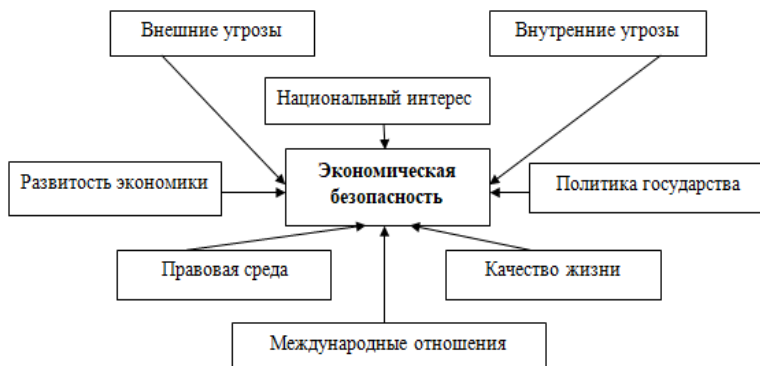 Внешние угрозы
Внутренние угрозы
Национальный интерес
Экономическая
безопасность
Развитость экономики
Политика государства
Правовая среда
Качество жизни
Международные отношения